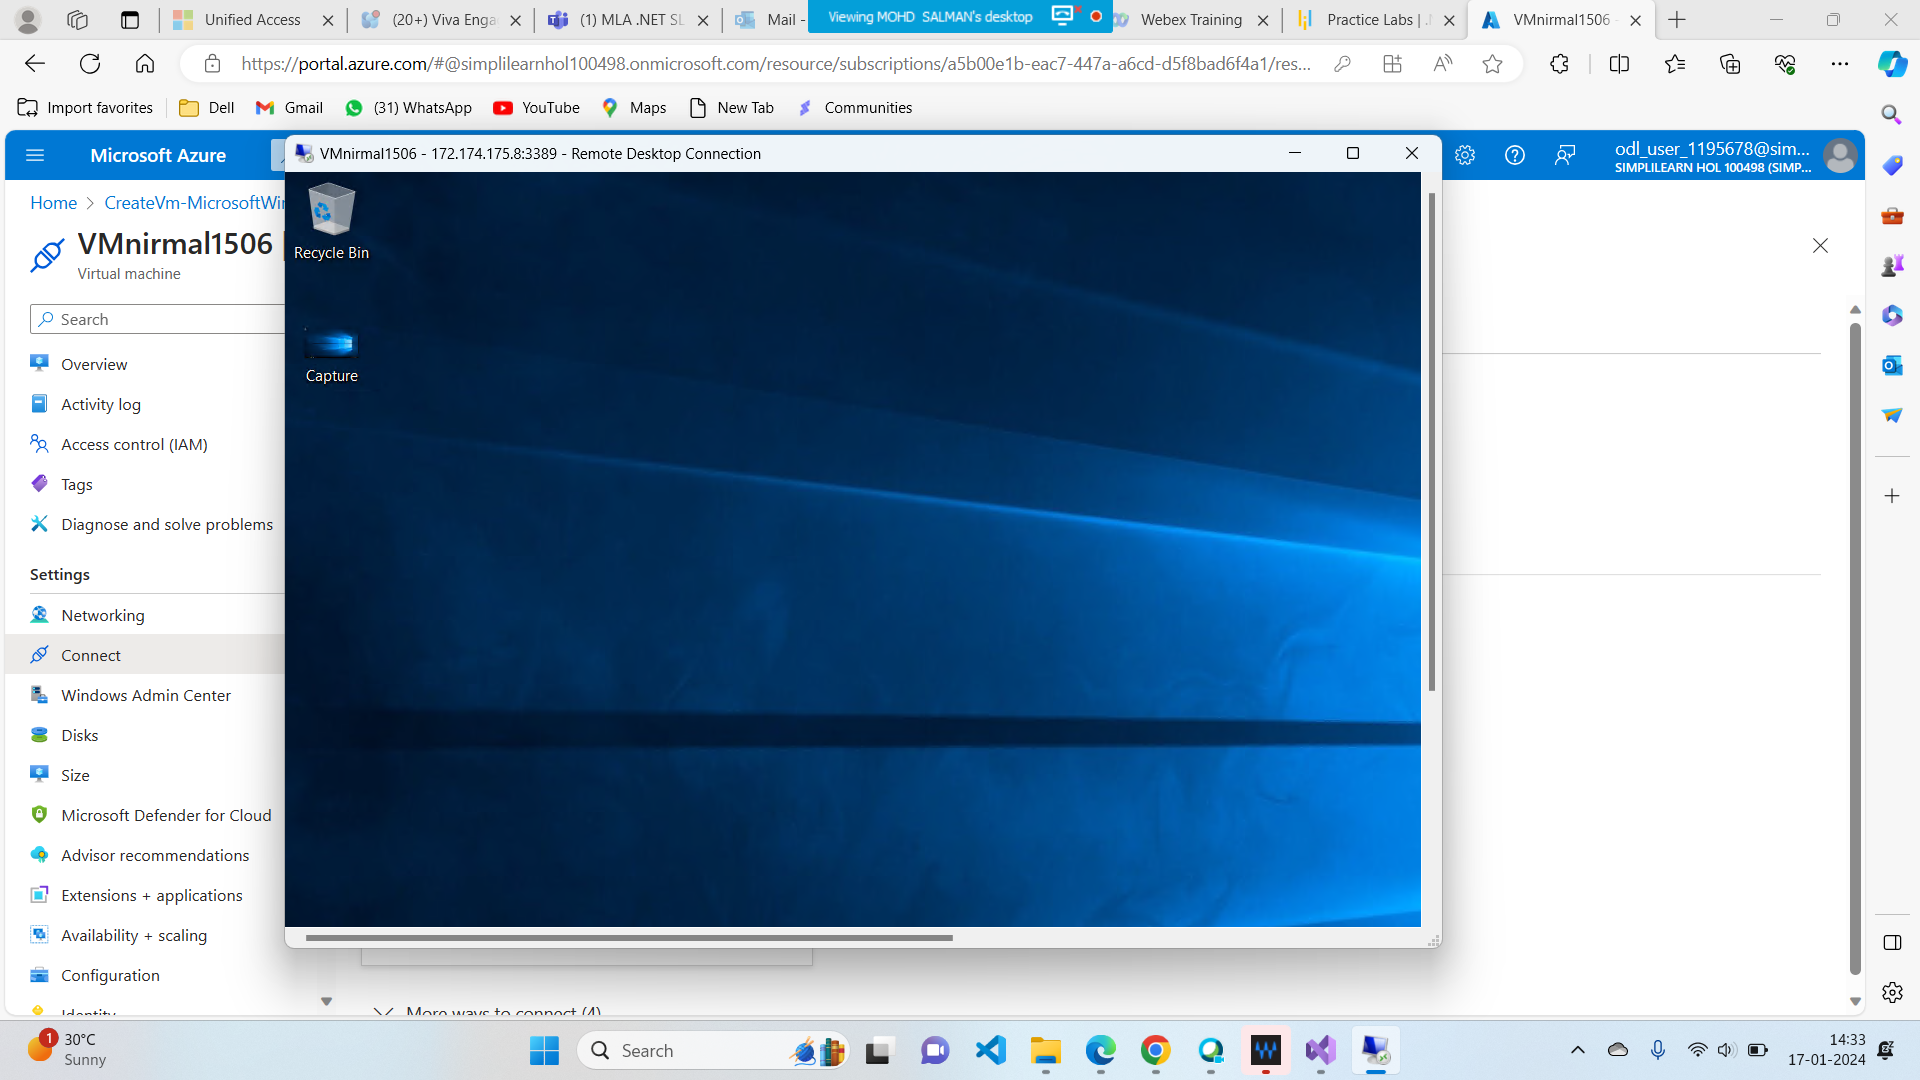 Unified Access
(20+) Viva Enga
(1) MLA .NET SL
Mail -
Viewing MOHD SALMAN's desktop
Webex Training
Practice Labs |
VMnirmal1506 -
https://portal.azure.com/#@simplilearnhol100498.onmicrosoft.com/resource/subscriptions/a5b00e1b-eac7-447a-a6cd-d5f8bad6f4a1/res...
Import favorites
Dell
Gmail
(31) WhatsApp
YouTube
Maps
New Tab
Communities
Microsoft Azure
VMnirmal1506 - 172.174.175.8:3389 - Remote Desktop Connection
odl_user_1195678@sim...
SIMPLILEARN HOL 100498 (SIMP...
Home
CreateVm-MicrosoftWin
VMnirmal1506
Virtual machine
Recycle Bin
Capture
Search
Overview
Activity log
Access control (IAM)
Tags
Diagnose and solve problems
Settings
Networking
Connect
Windows Admin Center
Disks
Size
Microsoft Defender for Cloud
Advisor recommendations
Extensions + applications
Availability + scaling
Configuration
Identity
More ways to connect (4)
1
30°C
Sunny
Search
14:33
17-01-2024